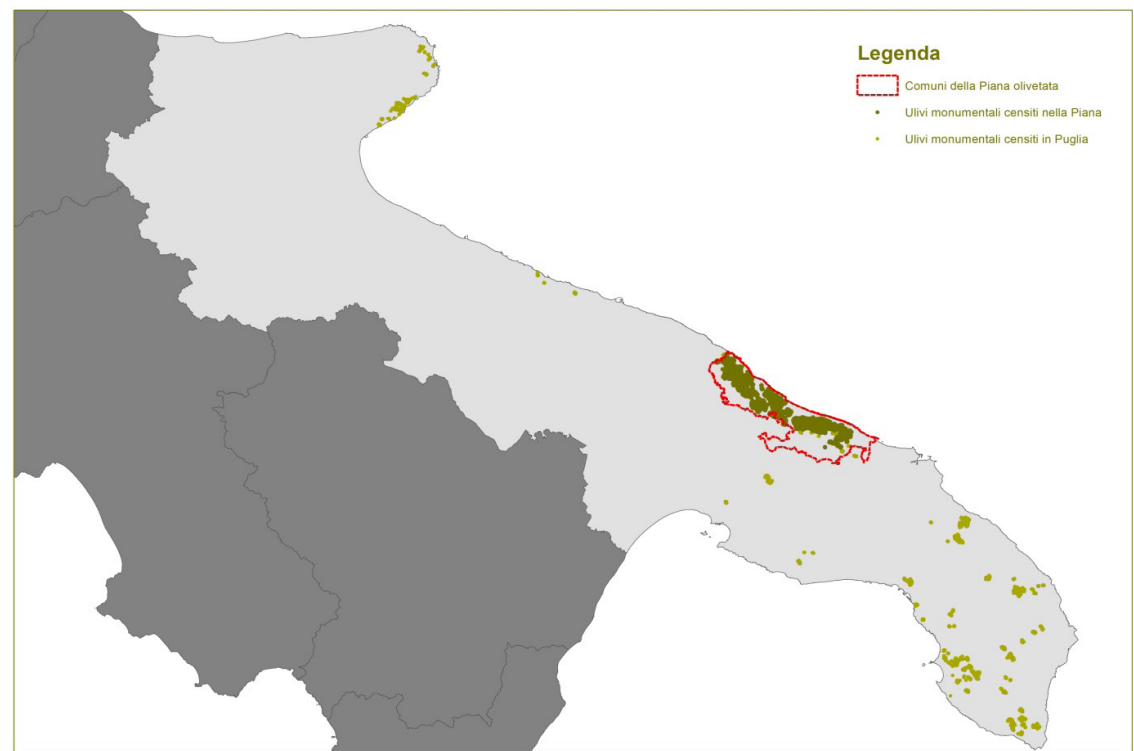 Legenda
Comuni della Piana olivetata
Ulivi monumentali censiti nella Piana
Ulivi monumentali censiti in Puglia